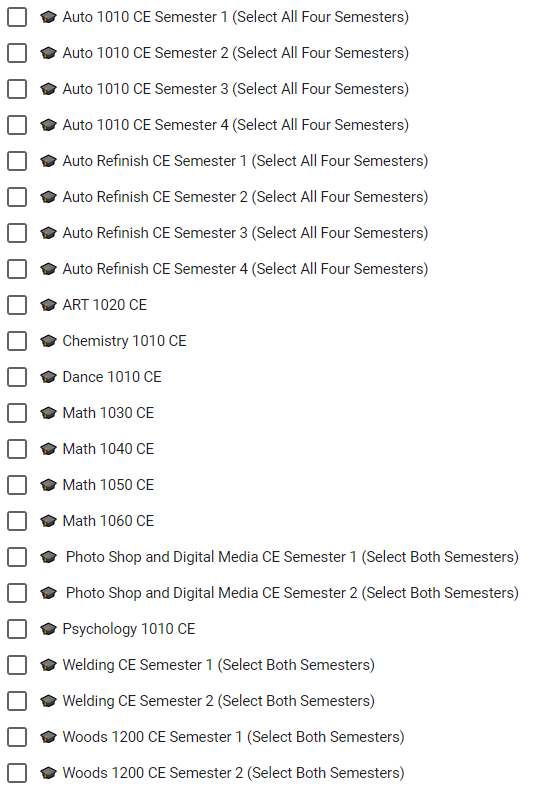 Auto 1010 CE Semester 1 (Select All Four Semesters)
Auto 1010 CE Semester 2 (Select All Four Semesters)
Auto 1010 CE Semester 3 (Select All Four Semesters)
Auto 1010 CE Semester 4 (Select All Four Semesters)
Auto Refinish CE Semester 1 (Select All Four Semesters)
Auto Refinish CE Semester 2 (Select All Four Semesters)
Auto Refinish CE Semester 3 (Select All Four Semesters)
Auto Refinish CE Semester 4 (Select All Four Semesters)
ART 1020 CE
Chemistry 1010 CE
Dance 1010 CE
Math 1030 CE
Math 1040 CE
Math 1050 CE
Math 1060 CE
Photo Shop and Digital Media CE Semester 1 (Select Both Semesters)
Photo Shop and Digital Media CE Semester 2 (Select Both Semesters)
Psychology 1010 CE
Welding CE Semester 1 (Select Both Semesters)
Welding CE Semester 2 (Select Both Semesters)
Woods 1200 CE Semester 1 (Select Both Semesters)
Woods 1200 CE Semester 2 (Select Both Semesters)